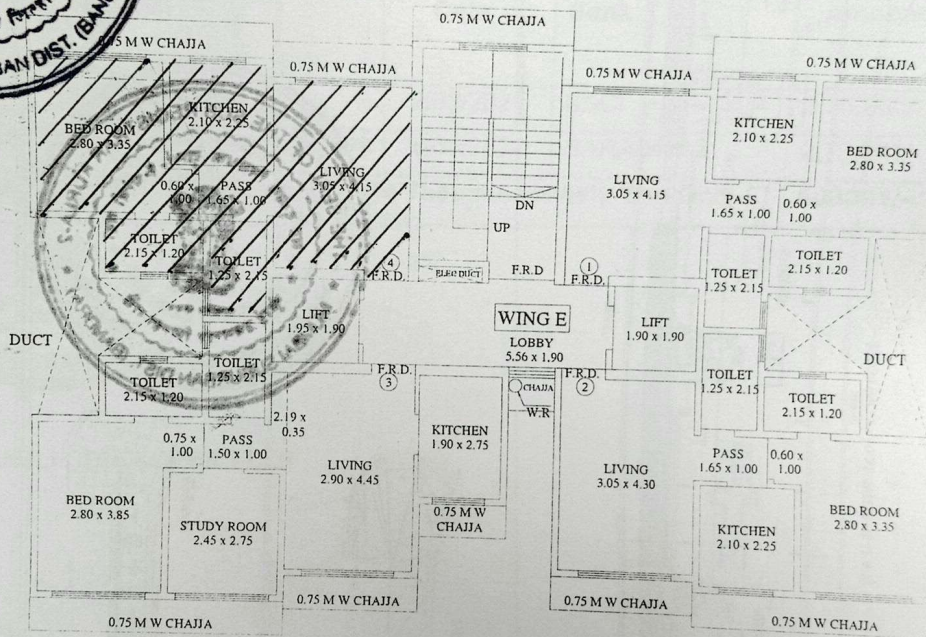 BAN DIST. (BAN
0.75 M W CHAJJA
.75 M W CHAJJA
0.75 M W CHAJJA
0.75 M W CHAJJA
0.75 M W CHAJJA
BED ROOM
2.80 x 3.35
KITCHEN
2.10 x 2.25
LIVING
3.05 x 4.15
0.60 x
1.00
PASS
1.65 x 1.00
TOILET
2.15 x 1.20
TOILET
1.25 x 2.15
4
F.R.D.
DN
UP
ELEC DUCT
F.R.D
LIVING
3.05 x 4.15
1
F.R.D.
KITCHEN
2.10 x 2.25
BED ROOM
2.80 x 3.35
PASS
1.65 x 1.00
0.60 x
1.00
TOILET
1.25 x 2.15
TOILET
2.15 x 1.20
DUCT
LIFT
1.95 x 1.90
WING E
LOBBY
5.56 x 1.90
LIFT
1.90 x 1.90
DUCT
TOILET
2.15 x 1.20
TOILET
1.25 x 2.15
F.R.D.
3
CHAJJA
W.R
F.R.D.
2
TOILET
1.25 x 2.15
TOILET
2.15 x 1.20
0.75 x
1.00
PASS
1.50 x 1.00
2.19 x
0.35
KITCHEN
1.90 x 2.75
PASS
1.65 x 1.00
0.60 x
1.00
BED ROOM
2.80 x 3.85
STUDY ROOM
2.45 x 2.75
LIVING
2.90 x 4.45
0.75 M W
CHAJJA
LIVING
3.05 x 4.30
KITCHEN
2.10 x 2.25
BED ROOM
2.80 x 3.35
0.75 M W CHAJJA
0.75 M W CHAJJA
0.75 M W CHAJJA
0.75 M W CHAJJA